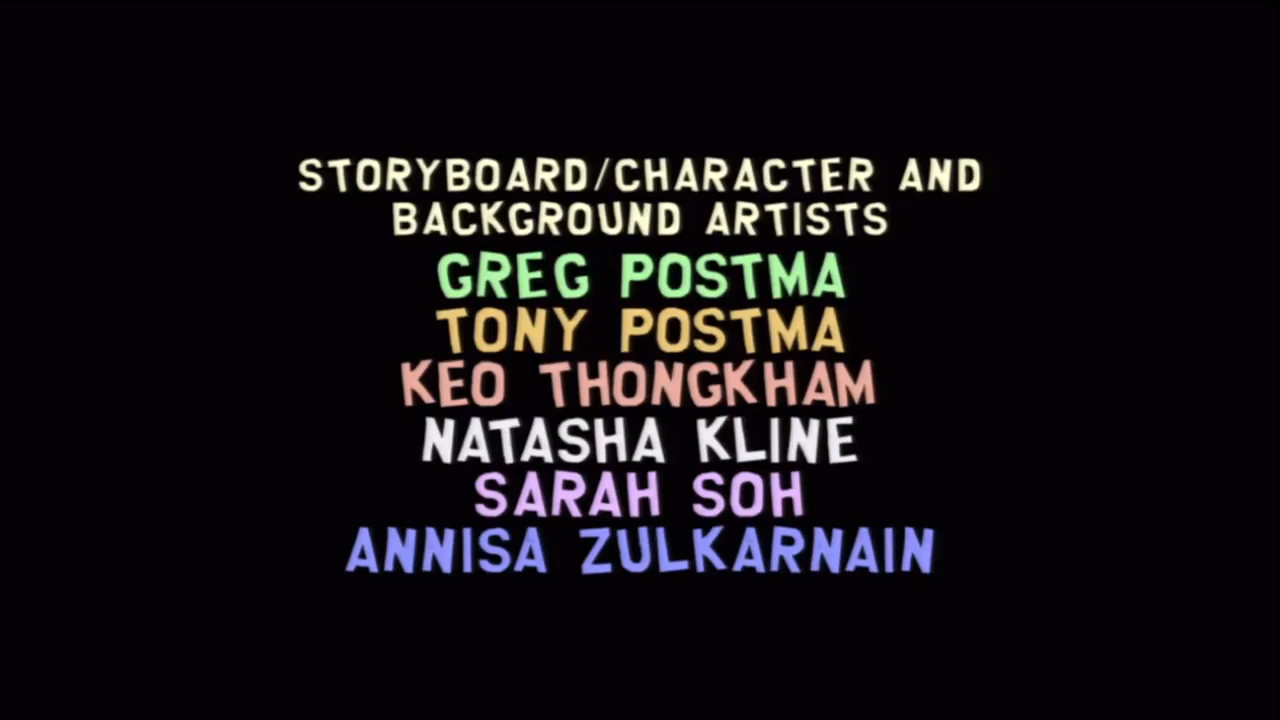 STORYBOARD/CHARACTER AND
BACKGROUND ARTISTS
GREG POSTMA
TONY POSTMA
KEO THONGKHAM
NATASHA KLINE
SARAH SOH
ANNISA ZULKARNAIN